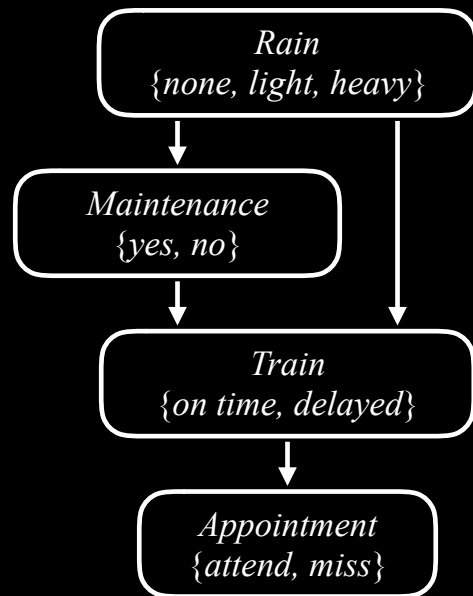 Rain
{none, light, heavy}
Maintenance
{yes, no}
Train
{on time, delayed}
Appointment
{attend, miss}